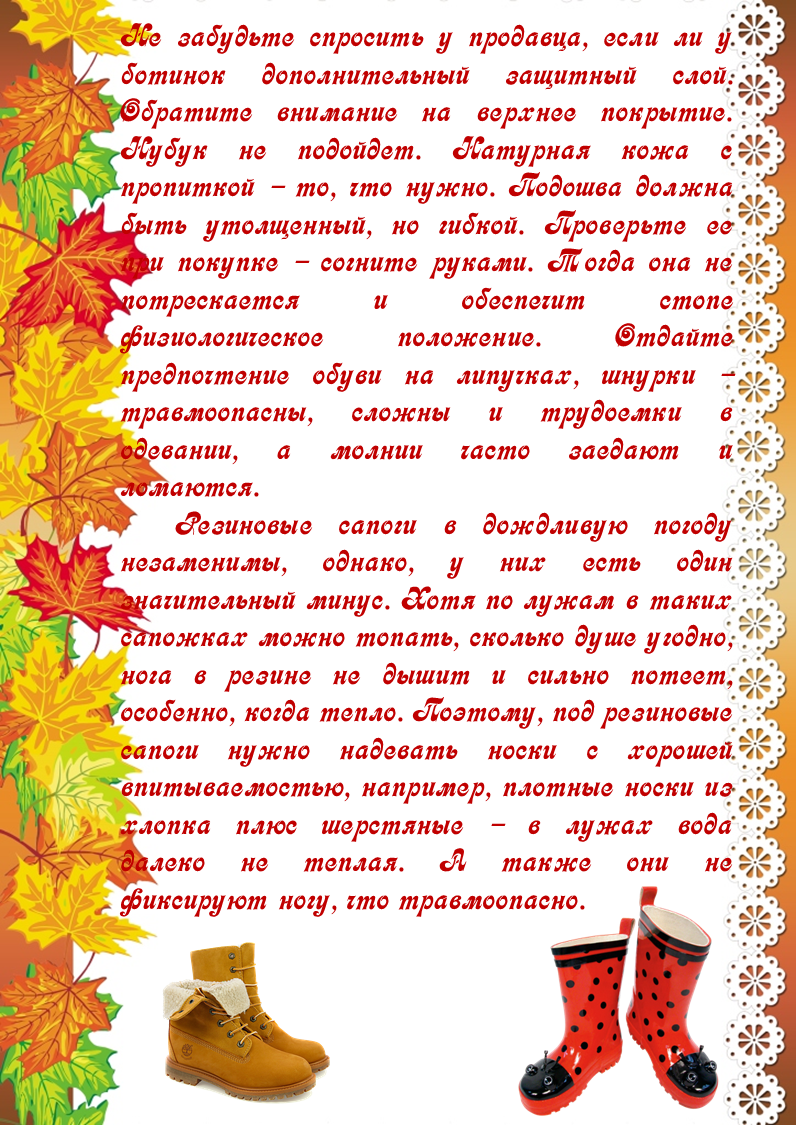 Не забудьте спросить у продавца, если ли у
ботинок дополнительный защитный слой.
Обратите внимание на верхнее покрытие.
Нубук не подойдет. Натурная кожа с
пропиткой – то, что нужно. Подошва должна
быть утолщенный, но гибкой. Проверьте ее
при покупке – согните руками. Тогда она не
потрескается и обеспечит стопе
физиологическое положение. Отдайте
предпочтение обуви на липучках, шнурки –
травмоопасны, сложны и трудоемки в
одевании, а молнии часто заедают и
ломаются.
Резиновые сапоги в дождливую погоду
незаменимы, однако, у них есть один
значительный минус. Хотя по лужам в таких
сапожках можно топать, сколько душе угодно,
нога в резине не дышит и сильно потеет,
особенно, когда тепло. Поэтому, под резиновые
сапоги нужно надевать носки с хорошей
впитываемостью, например, плотные носки из
хлопка плюс шерстяные – в лужах вода
далеко не теплая. А также они не
фиксируют ногу, что травмоопасно.